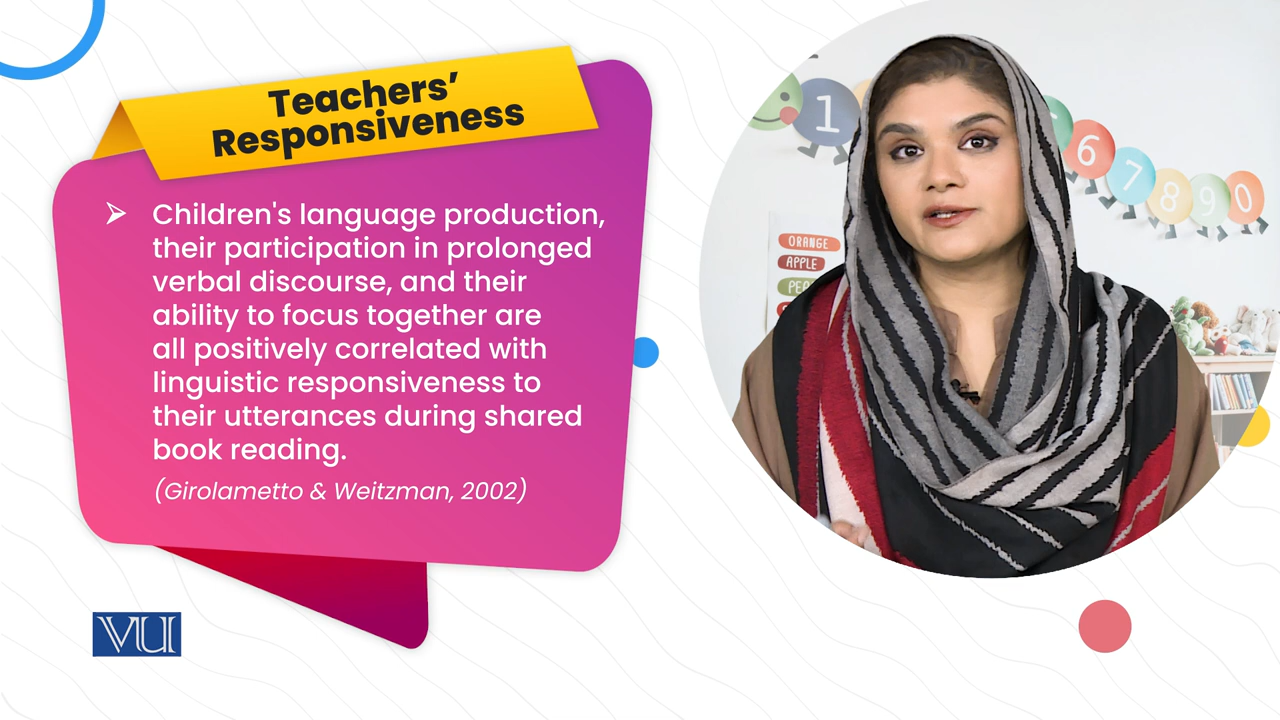 Teachers’
Responsiveness
➢ Children's language production,
their participation in prolonged
verbal discourse, and their
ability to focus together are
all positively correlated with
linguistic responsiveness to
their utterances during shared
book reading.
(Girolametto & Weitzman, 2002)
VU
1
6
7
8
9
0
ORANGE
APPLE